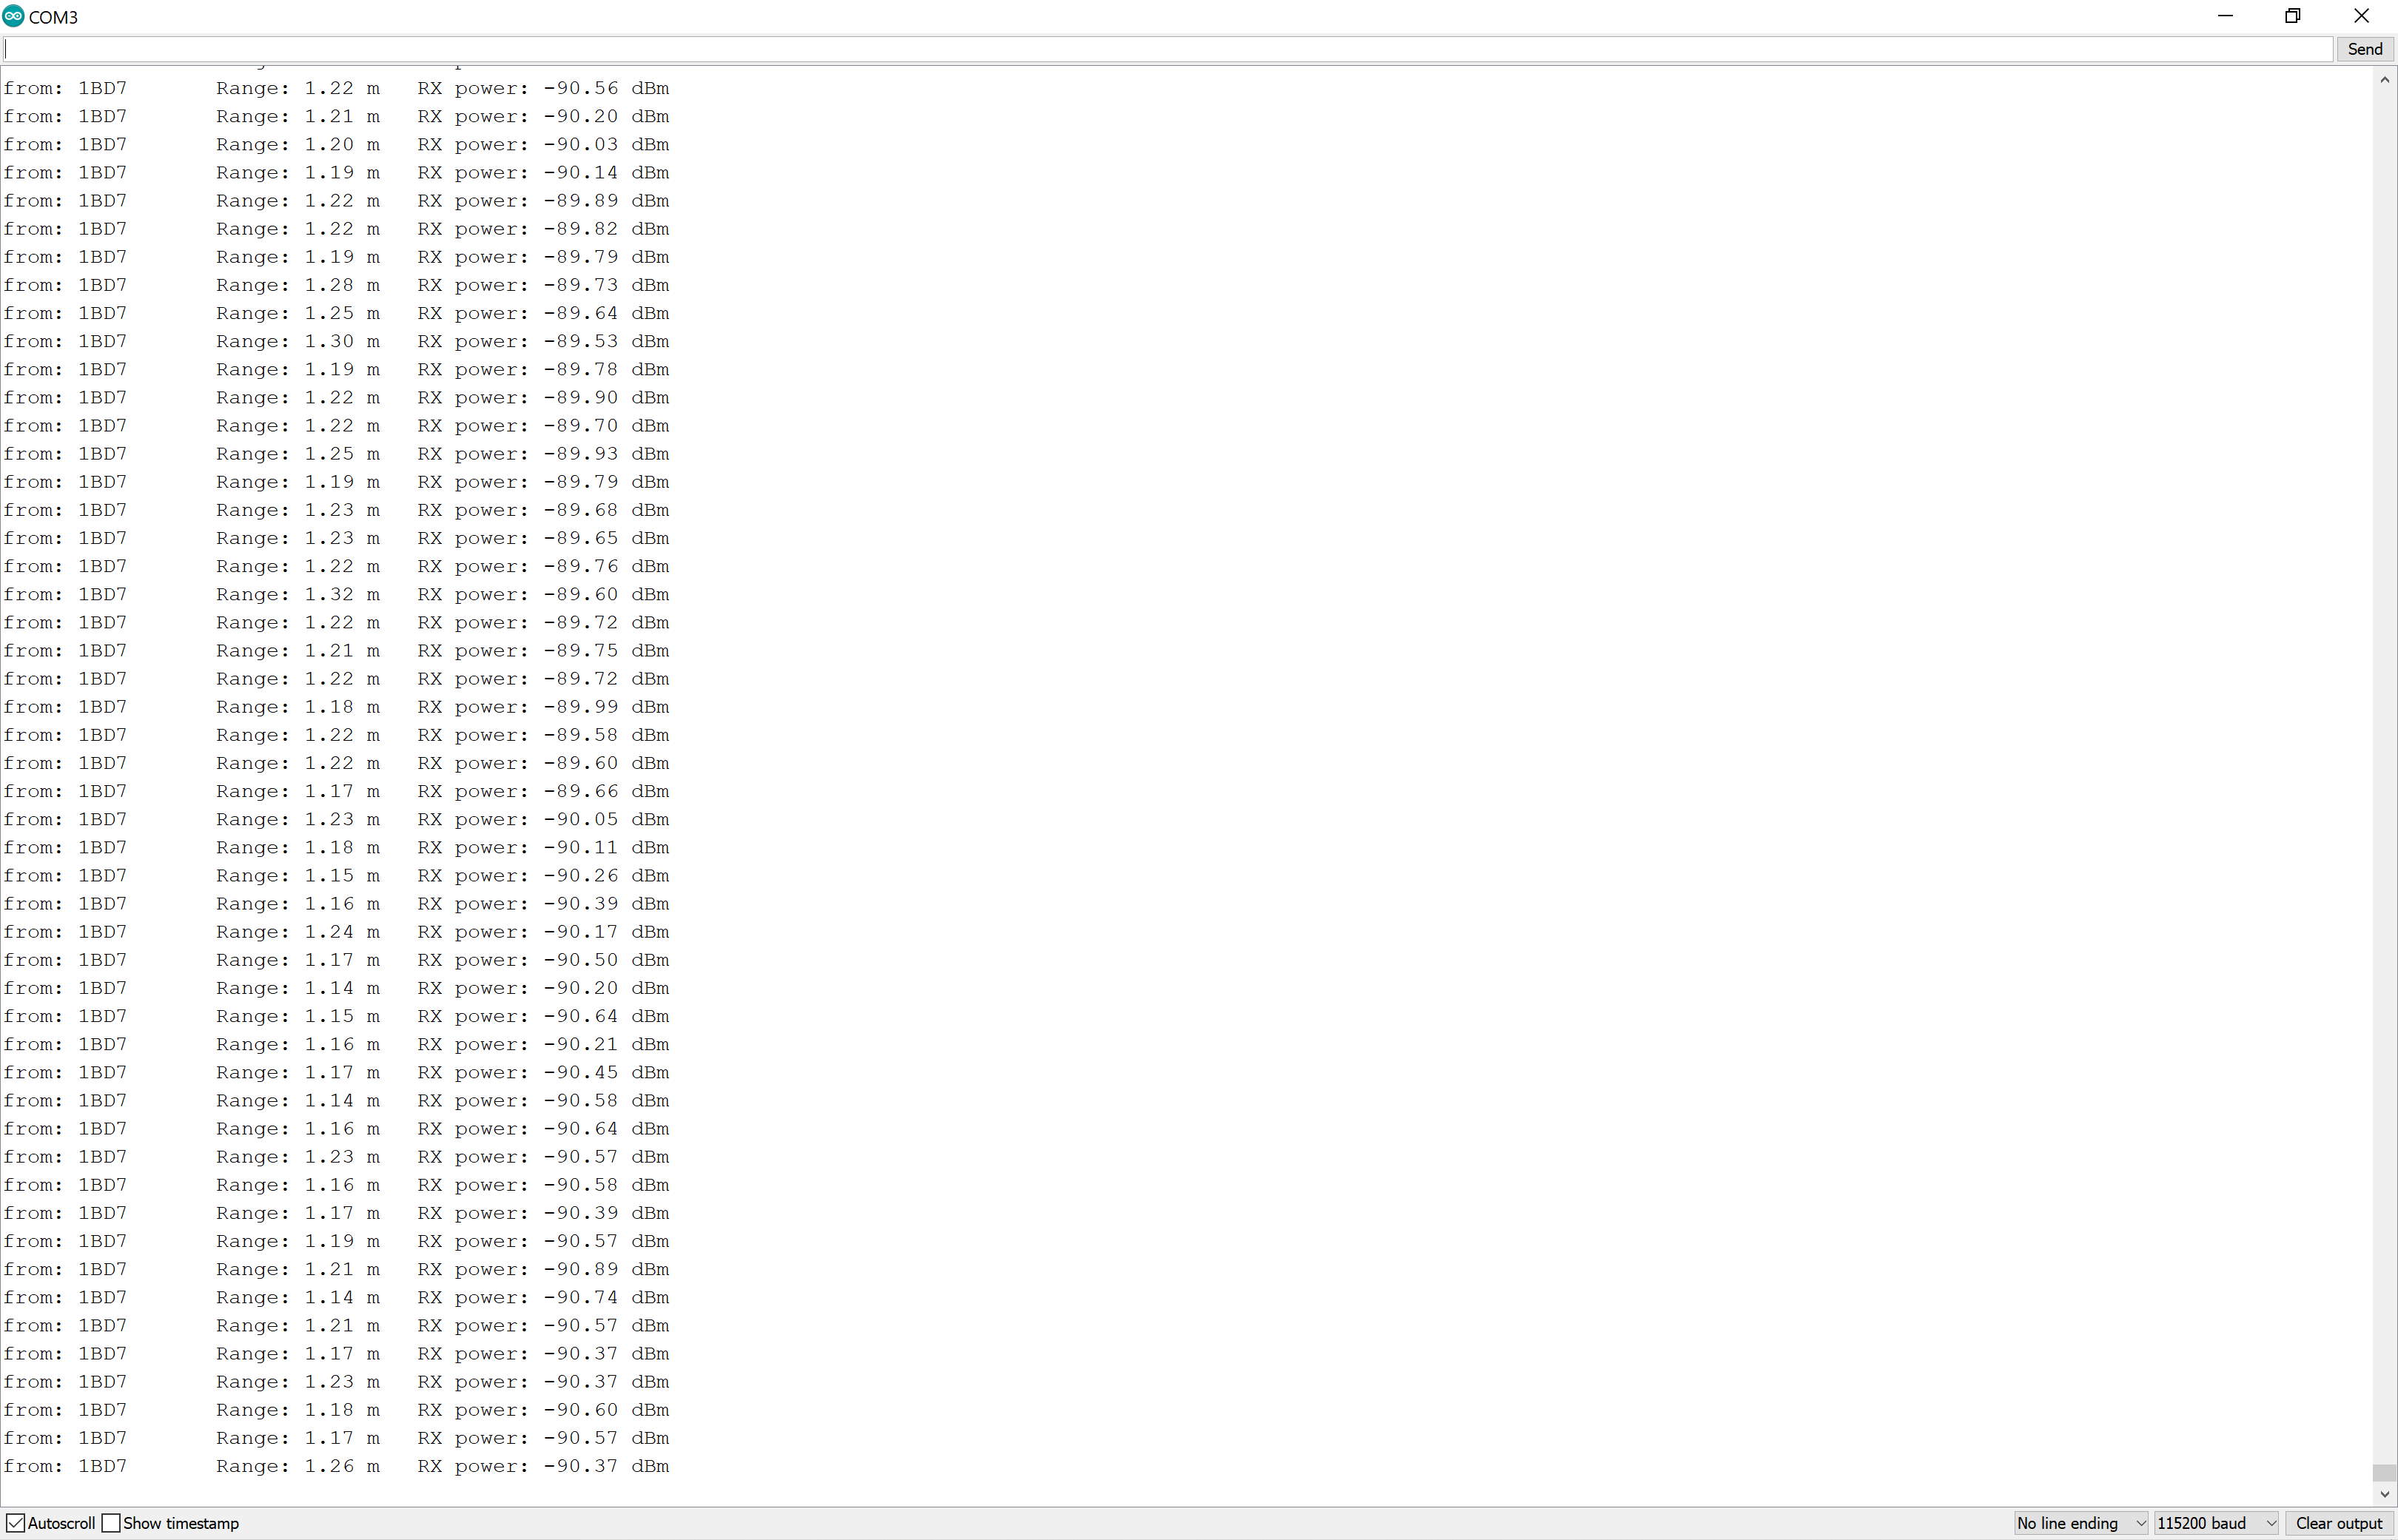 COM3
Send
from: 1BD7 Range: 1.22 m RX power: -90.56 dBm
from: 1BD7 Range: 1.21 m RX power: -90.20 dBm
from: 1BD7 Range: 1.20 m RX power: -90.03 dBm
from: 1BD7 Range: 1.19 m RX power: -90.14 dBm
from: 1BD7 Range: 1.22 m RX power: -89.89 dBm
from: 1BD7 Range: 1.22 m RX power: -89.82 dBm
from: 1BD7 Range: 1.19 m RX power: -89.79 dBm
from: 1BD7 Range: 1.28 m RX power: -89.73 dBm
from: 1BD7 Range: 1.25 m RX power: -89.64 dBm
from: 1BD7 Range: 1.30 m RX power: -89.53 dBm
from: 1BD7 Range: 1.19 m RX power: -89.78 dBm
from: 1BD7 Range: 1.22 m RX power: -89.90 dBm
from: 1BD7 Range: 1.22 m RX power: -89.70 dBm
from: 1BD7 Range: 1.25 m RX power: -89.93 dBm
from: 1BD7 Range: 1.19 m RX power: -89.79 dBm
from: 1BD7 Range: 1.23 m RX power: -89.68 dBm
from: 1BD7 Range: 1.23 m RX power: -89.65 dBm
from: 1BD7 Range: 1.22 m RX power: -89.76 dBm
from: 1BD7 Range: 1.32 m RX power: -89.60 dBm
from: 1BD7 Range: 1.22 m RX power: -89.72 dBm
from: 1BD7 Range: 1.21 m RX power: -89.75 dBm
from: 1BD7 Range: 1.22 m RX power: -89.72 dBm
from: 1BD7 Range: 1.18 m RX power: -89.99 dBm
from: 1BD7 Range: 1.22 m RX power: -89.58 dBm
from: 1BD7 Range: 1.22 m RX power: -89.60 dBm
from: 1BD7 Range: 1.17 m RX power: -89.66 dBm
from: 1BD7 Range: 1.23 m RX power: -90.05 dBm
from: 1BD7 Range: 1.18 m RX power: -90.11 dBm
from: 1BD7 Range: 1.15 m RX power: -90.26 dBm
from: 1BD7 Range: 1.16 m RX power: -90.39 dBm
from: 1BD7 Range: 1.24 m RX power: -90.17 dBm
from: 1BD7 Range: 1.17 m RX power: -90.50 dBm
from: 1BD7 Range: 1.14 m RX power: -90.20 dBm
from: 1BD7 Range: 1.15 m RX power: -90.64 dBm
from: 1BD7 Range: 1.16 m RX power: -90.21 dBm
from: 1BD7 Range: 1.17 m RX power: -90.45 dBm
from: 1BD7 Range: 1.14 m RX power: -90.58 dBm
from: 1BD7 Range: 1.16 m RX power: -90.64 dBm
from: 1BD7 Range: 1.23 m RX power: -90.57 dBm
from: 1BD7 Range: 1.16 m RX power: -90.58 dBm
from: 1BD7 Range: 1.17 m RX power: -90.39 dBm
from: 1BD7 Range: 1.19 m RX power: -90.57 dBm
from: 1BD7 Range: 1.21 m RX power: -90.89 dBm
from: 1BD7 Range: 1.14 m RX power: -90.74 dBm
from: 1BD7 Range: 1.21 m RX power: -90.57 dBm
from: 1BD7 Range: 1.17 m RX power: -90.37 dBm
from: 1BD7 Range: 1.23 m RX power: -90.37 dBm
from: 1BD7 Range: 1.18 m RX power: -90.60 dBm
from: 1BD7 Range: 1.17 m RX power: -90.57 dBm
from: 1BD7 Range: 1.26 m RX power: -90.37 dBm
Autoscroll Show timestamp No line ending 115200 baud Clear output